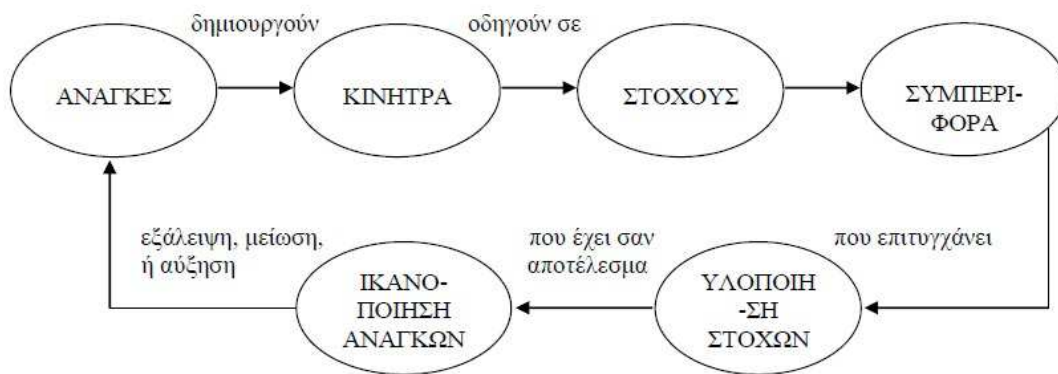 δημιουργούν
οδηγούν σε
ΑΝΑΓΚΕΣ
ΚΙΝΗΤΡΑ
ΣΤΟΧΟΥΣ
ΣΥΜΠΕΡΙ-
ΦΟΡΑ
εξάλειψη, μείωση,
ή αύξηση
που έχει σαν
αποτέλεσμα
που επιτυγχάνει
ΙΚΑΝΟ-
ΠΟΙΗΣΗ
ΑΝΑΓΚΩΝ
ΥΛΟΠΟΙΗ
-ΣΗ
ΣΤΟΧΩΝ